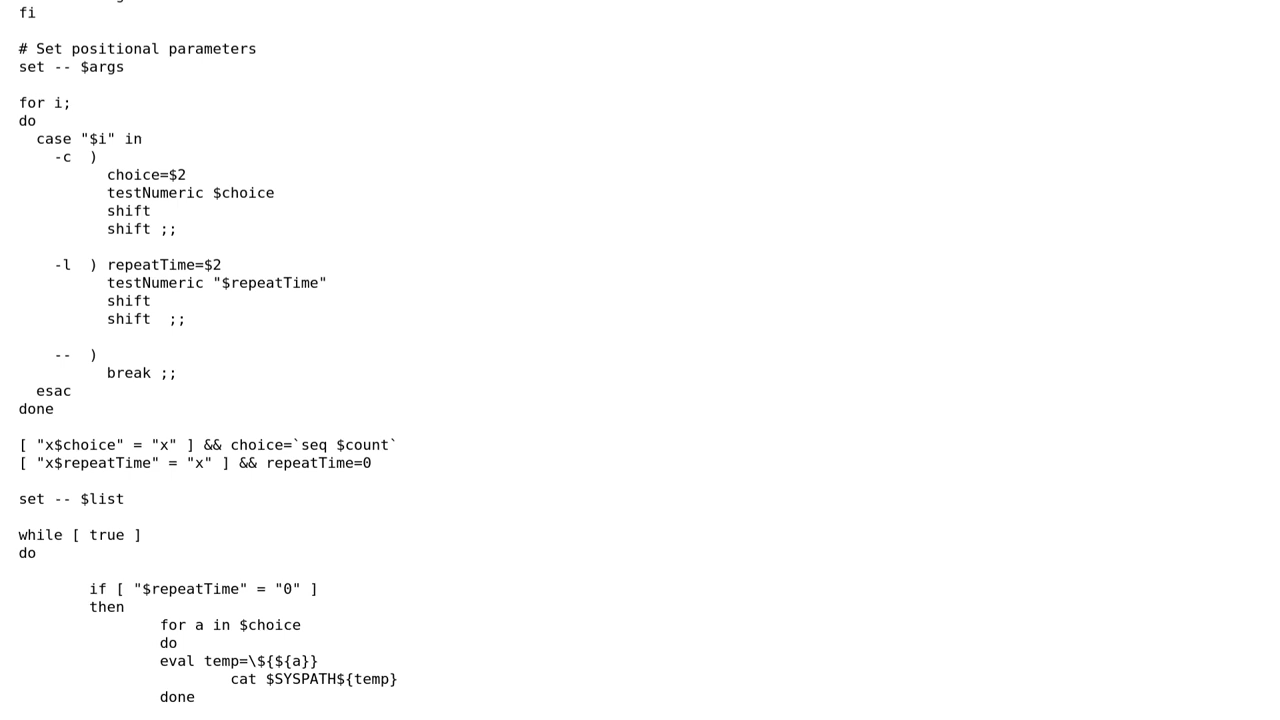 fi
# Set positional parameters
set -- $args
for i;
do
case "$i" in
-c )
choice=$2
testNumeric $choice
shift
shift ;;
-l ) repeatTime=$2
testNumeric "$repeatTime"
shift
shift ;;
-- )
break ;;
esac
done
[ "x$choice" = "x" ] && choice=`seq $count`
[ "x$repeatTime" = "x" ] && repeatTime=0
set -- $list
while [ true ]
do
if [ "$repeatTime" = "0" ]
then
for a in $choice
do
eval temp=\${${a}}
cat $SYSPATH${temp}
done